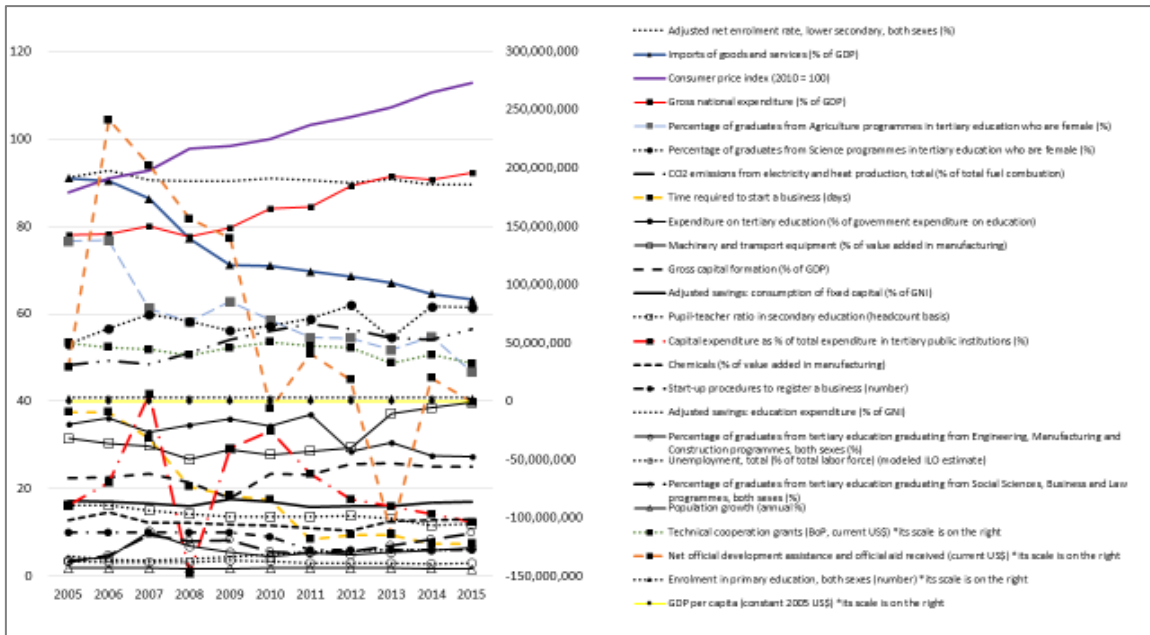 120
100
80
60
40
20
0
300,000,000
250,000,000
200,000,000
150,000,000
100,000,000
50,000,000
0
-50,000,000
-100,000,000
-150,000,000
2005 2006 2007 2008 2009 2010 2011 2012 2013 2014 2015
Adjusted net enrolment rate, lower secondary, both sexes (%)
Imports of goods and services (% of GDP)
Consumer price index (2010 = 100)
Gross national expenditure (% of GDP)
Percentage of graduates from Agriculture programmes in tertiary education who are female (%)
Percentage of graduates from Science programmes in tertiary education who are female (%)
CO2 emissions from electricity and heat production, total (% of total fuel combustion)
Time required to start a business (days)
Expenditure on tertiary education (% of government expenditure on education)
Machinery and transport equipment (% of value added in manufacturing)
Gross capital formation (% of GDP)
Adjusted savings: consumption of fixed capital (% of GNI)
Pupil-teacher ratio in secondary education (headcount basis)
Capital expenditure as % of total expenditure in tertiary public institutions (%)
Chemicals (% of value added in manufacturing)
Start-up procedures to register a business (number)
Adjusted savings: education expenditure (% of GNI)
Percentage of graduates from tertiary education graduating from Engineering, Manufacturing and
Construction programmes, both sexes (%)
Unemployment, total (% of total labor force) (modeled ILO estimate)
Percentage of graduates from tertiary education graduating from Social Sciences, Business and Law
programmes, both sexes (%)
Population growth (annual %)
Technical cooperation grants (BoP, current US$) *its scale is on the right
Net official development assistance and official aid received (current US$) *its scale is on the right
Enrolment in primary education, both sexes (number) *its scale is on the right
GDP per capita (constant 2005 US$) *its scale is on the right